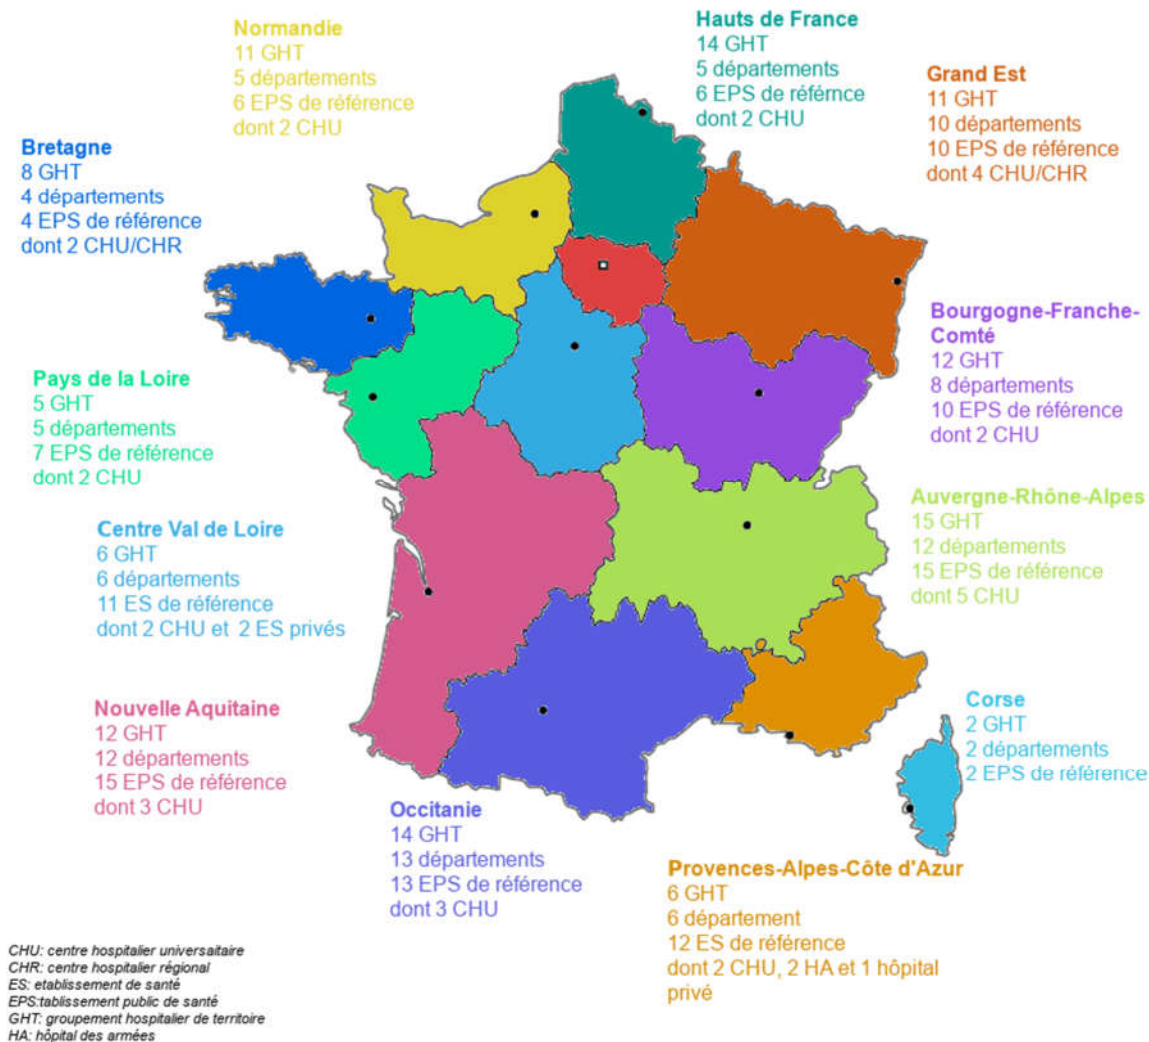 Normandie
11 GHT
5 départements
6 EPS de référence
dont 2 CHU
Hauts de France
14 GHT
5 départements
6 EPS de référnce
dont 2 CHU
Grand Est
11 GHT
10 départements
10 EPS de référence
dont 4 CHU/CHR
Bretagne
8 GHT
4 départements
4 EPS de référence
dont 2 CHU/CHR
Bourgogne-Franche-
Comté
12 GHT
8 départements
10 EPS de référence
dont 2 CHU
Pays de la Loire
5 GHT
5 départements
7 EPS de référence
dont 2 CHU
Auvergne-Rhône-Alpes
15 GHT
12 départements
15 EPS de référence
dont 5 CHU
Centre Val de Loire
6 GHT
6 départements
11 ES de référence
dont 2 CHU et 2 ES privés
Nouvelle Aquitaine
12 GHT
12 départements
15 EPS de référence
dont 3 CHU
Corse
2 GHT
2 départements
2 EPS de référence
Occitanie
14 GHT
13 départements
13 EPS de référence
dont 3 CHU
Provences-Alpes-Côte d'Azur
6 GHT
6 département
12 ES de référence
dont 2 CHU, 2 HA et 1 hôpital
privé
CHU: centre hospitalier universaitaire
CHR: centre hospitalier régional
ES: etablissement de santé
EPS:tablissement public de santé
GHT: groupement hospitalier de territoire
HA: hôpital des armées